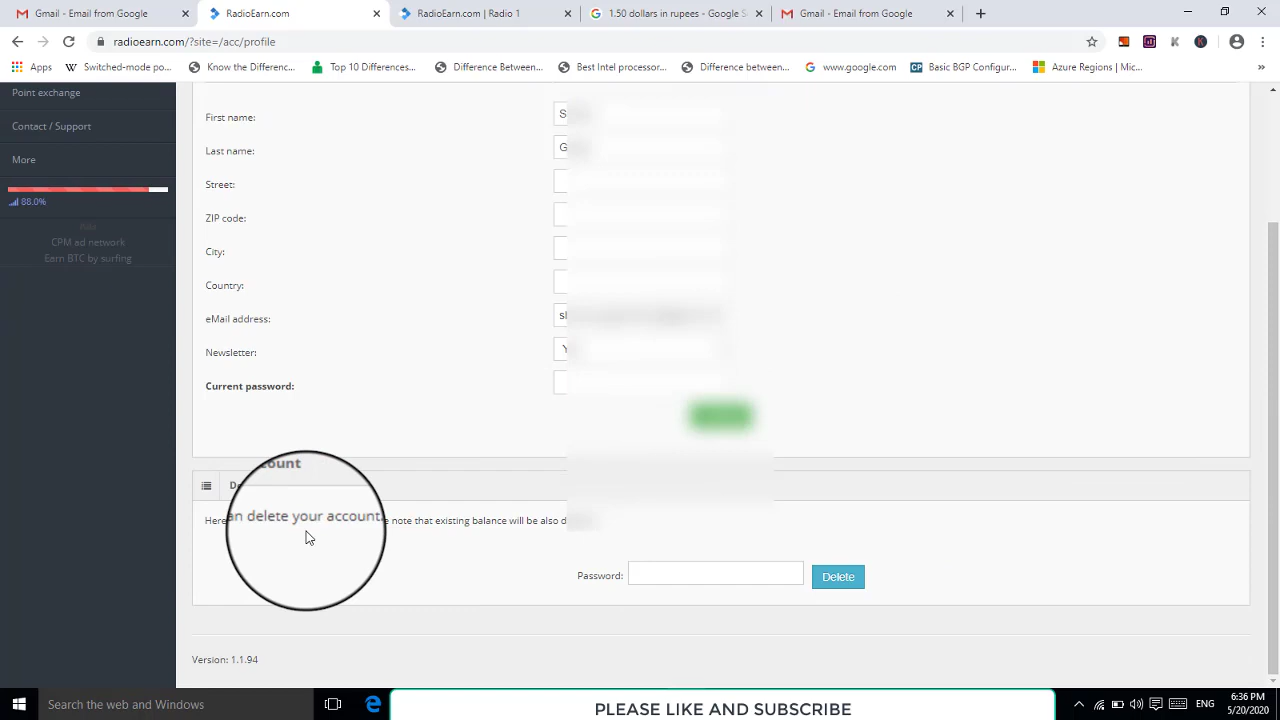 Gmail - Email from Google
RadioEarn.com
RadioEarn.com | Radio 1
1.50 dollars in rupees - Google S
Gmail - Email from Google
radioearn.com/?site=/acc/profile
Apps
Switched-mode po...
Know the Differenc...
Top 10 Differences...
Difference Between...
Best Intel processor...
Difference between...
www.google.com
Basic BGP Configur...
Azure Regions | Mic...
»
Point exchange
Contact / Support
More
88.0%
Add
CPM ad network
Earn BTC by surfing
First name:
S
Last name:
G
Street:
ZIP code:
City:
Country:
eMail address:
Newsletter:
Y
Current password:
count
Here an delete your account. note that existing balance will be also
Password:
Delete
Version: 1.1.94
Search the web and Windows
PLEASE LIKE AND SUBSCRIBE
ENG
6:36 PM
5/20/2020